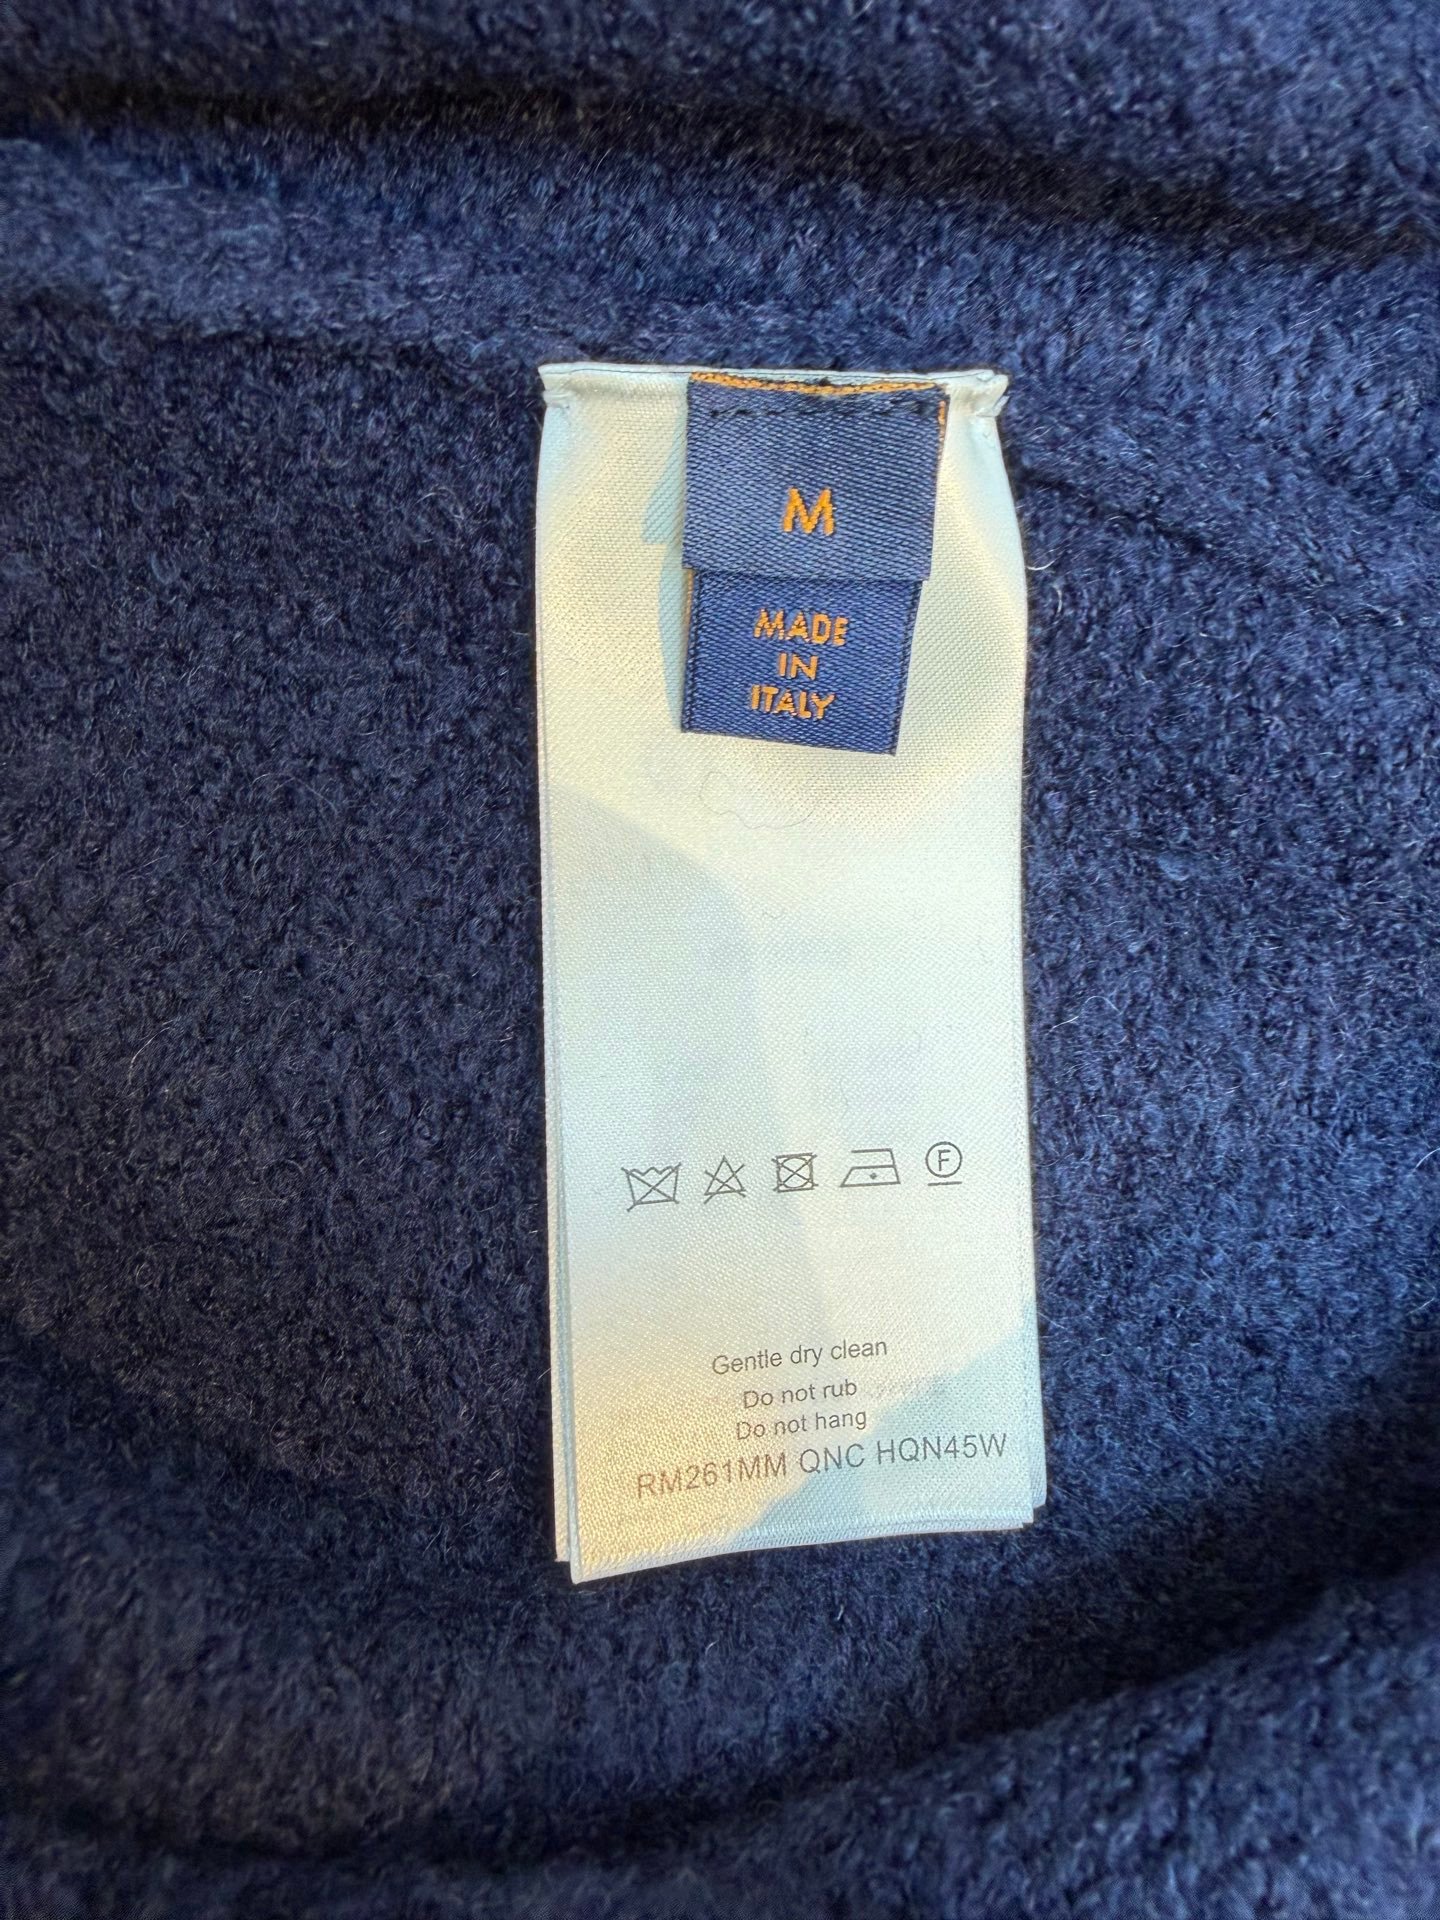 M
MADE
IN
ITALY
F
Gentle dry clean
Do not rub
Do not hang
RM261MM QNC HQN45W